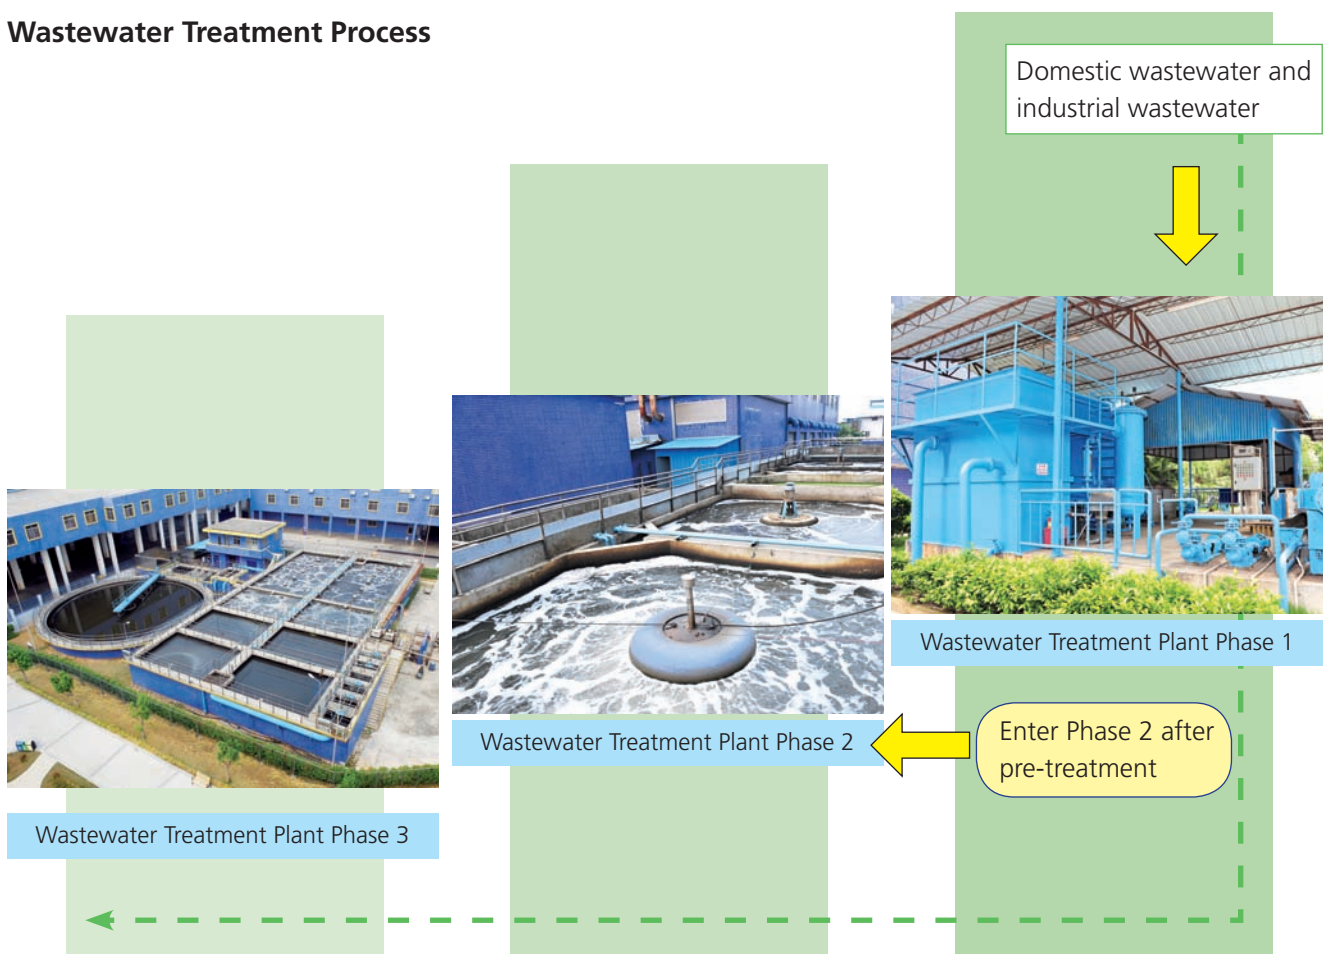 Wastewater Treatment Process
Domestic wastewater and
industrial wastewater
Wastewater Treatment Plant Phase 1
Enter Phase 2 after
pre-treatment
Wastewater Treatment Plant Phase 2
Wastewater Treatment Plant Phase 3